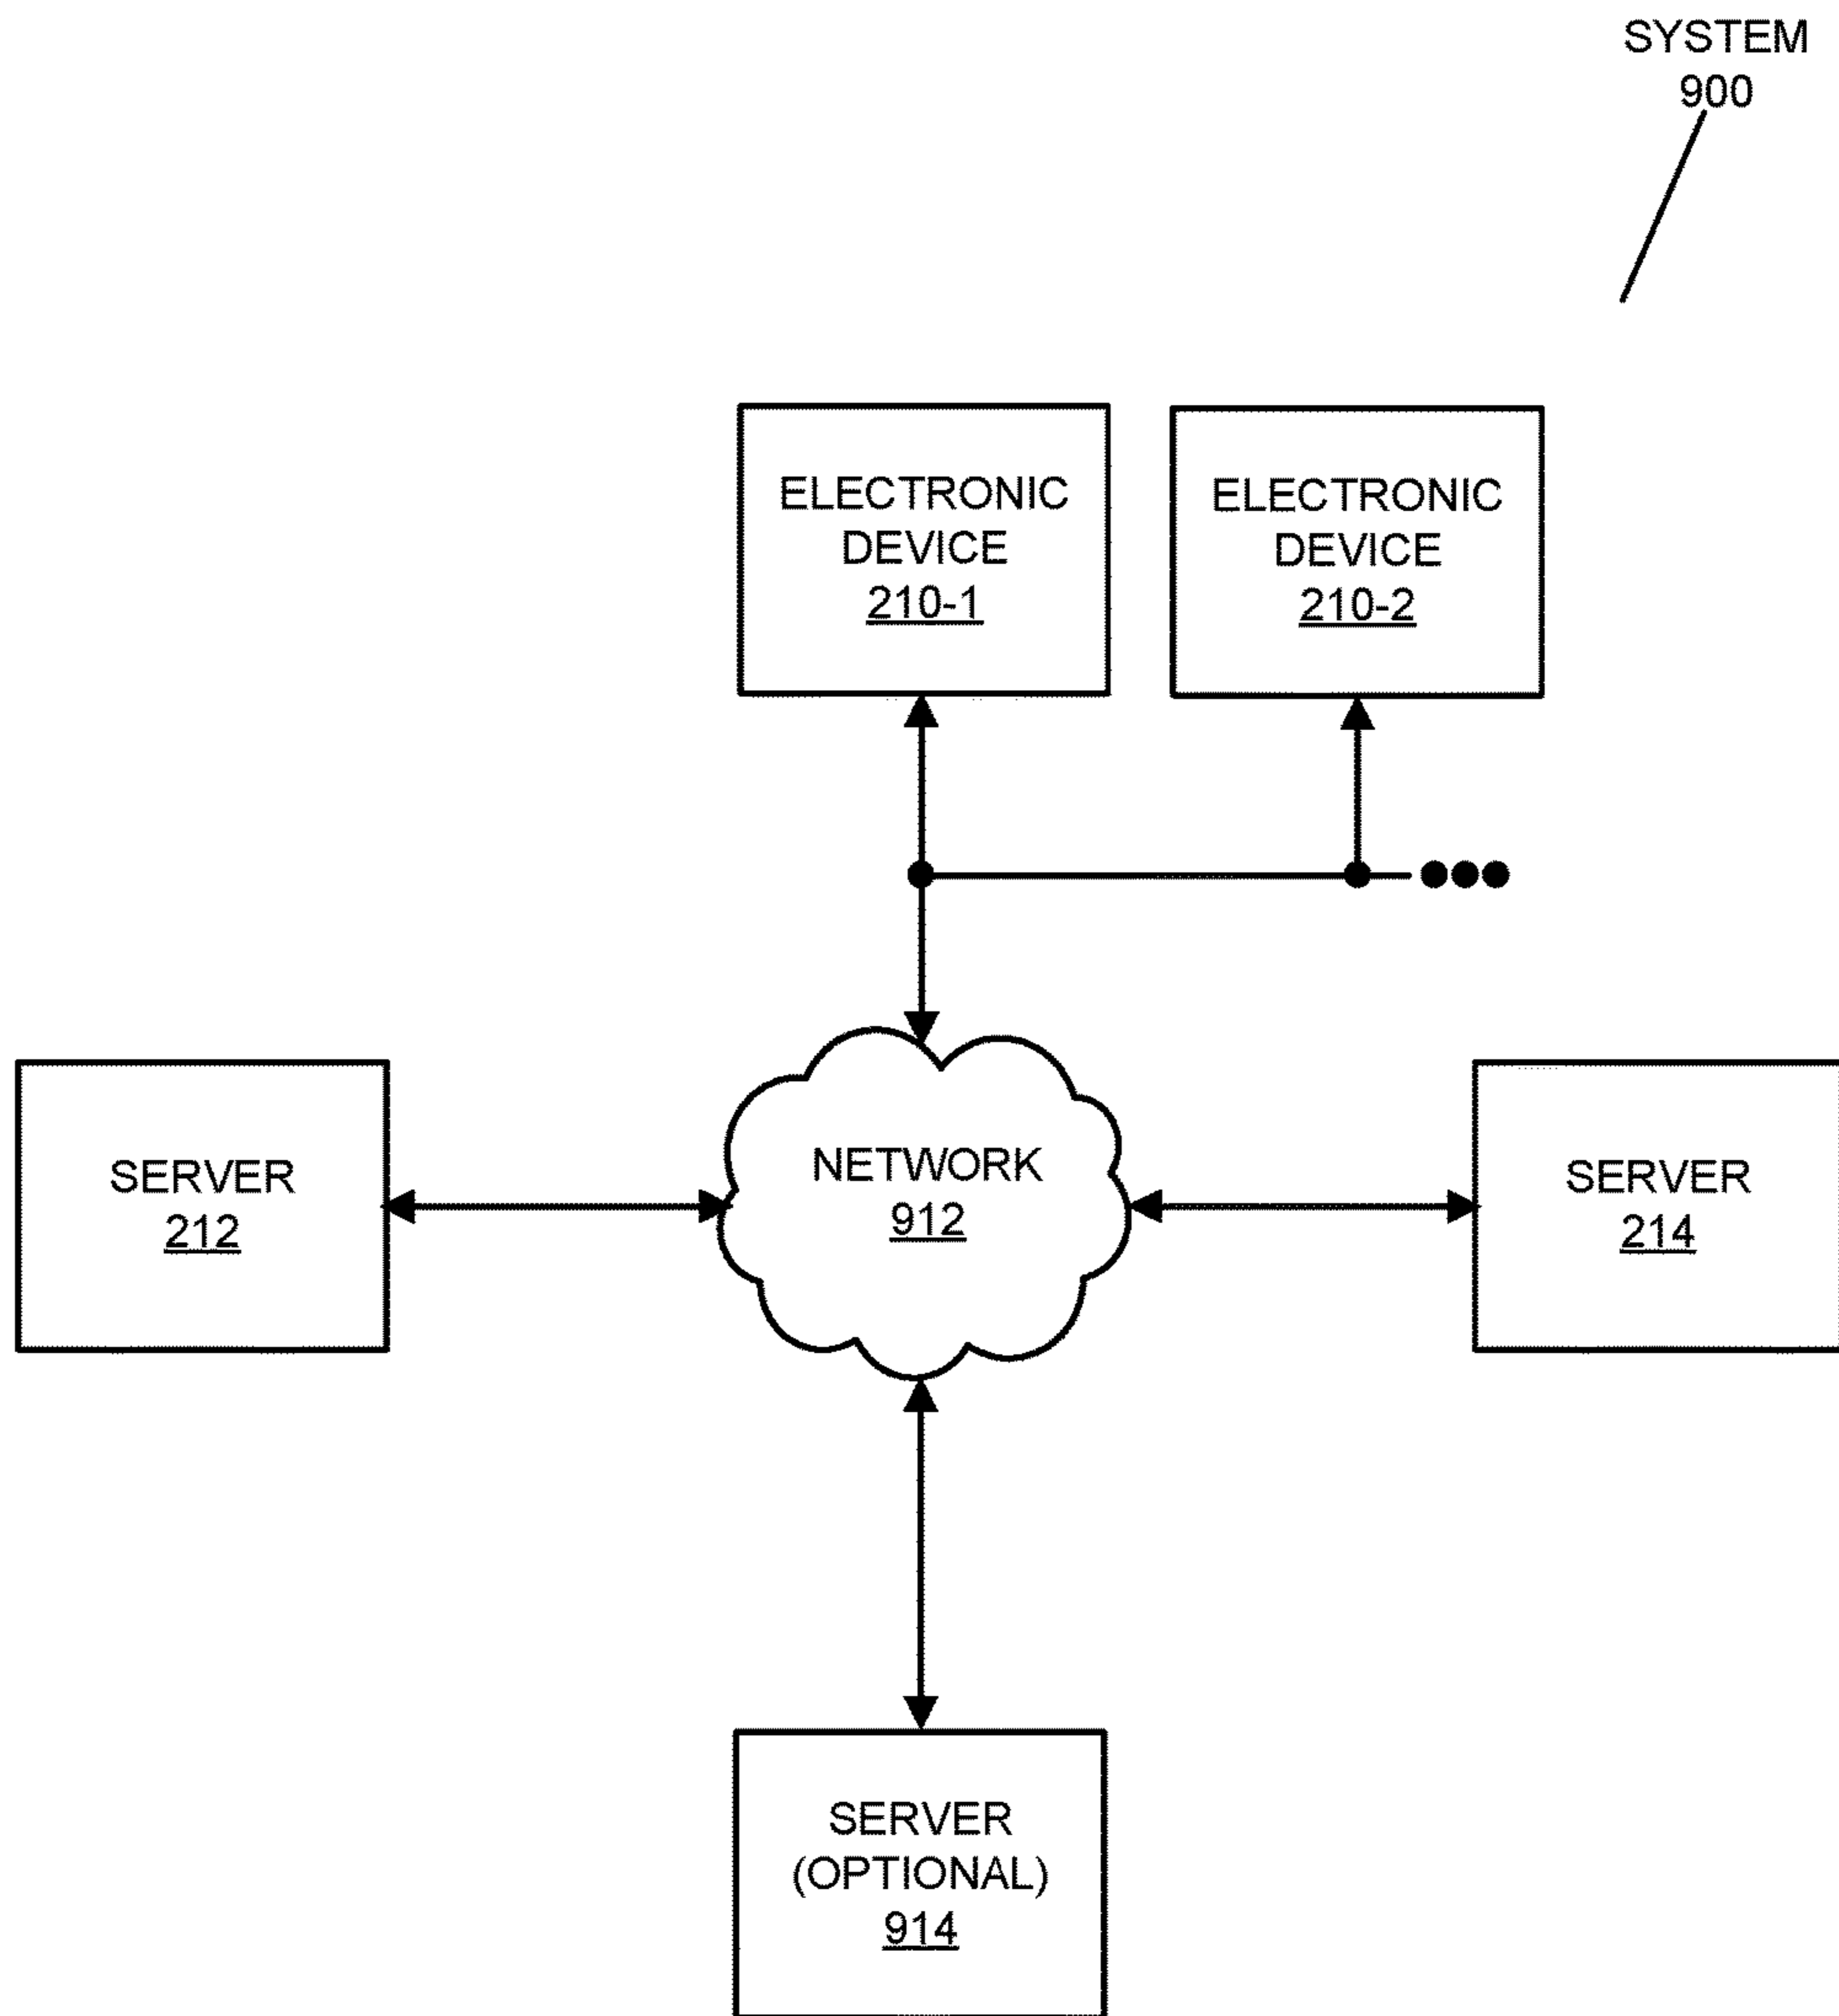 SYSTEM
900
ELECTRONIC
DEVICE
210-1
ELECTRONIC
DEVICE
210-2
SERVER
212
NETWORK
912
SERVER
214
SERVER
(OPTIONAL)
914